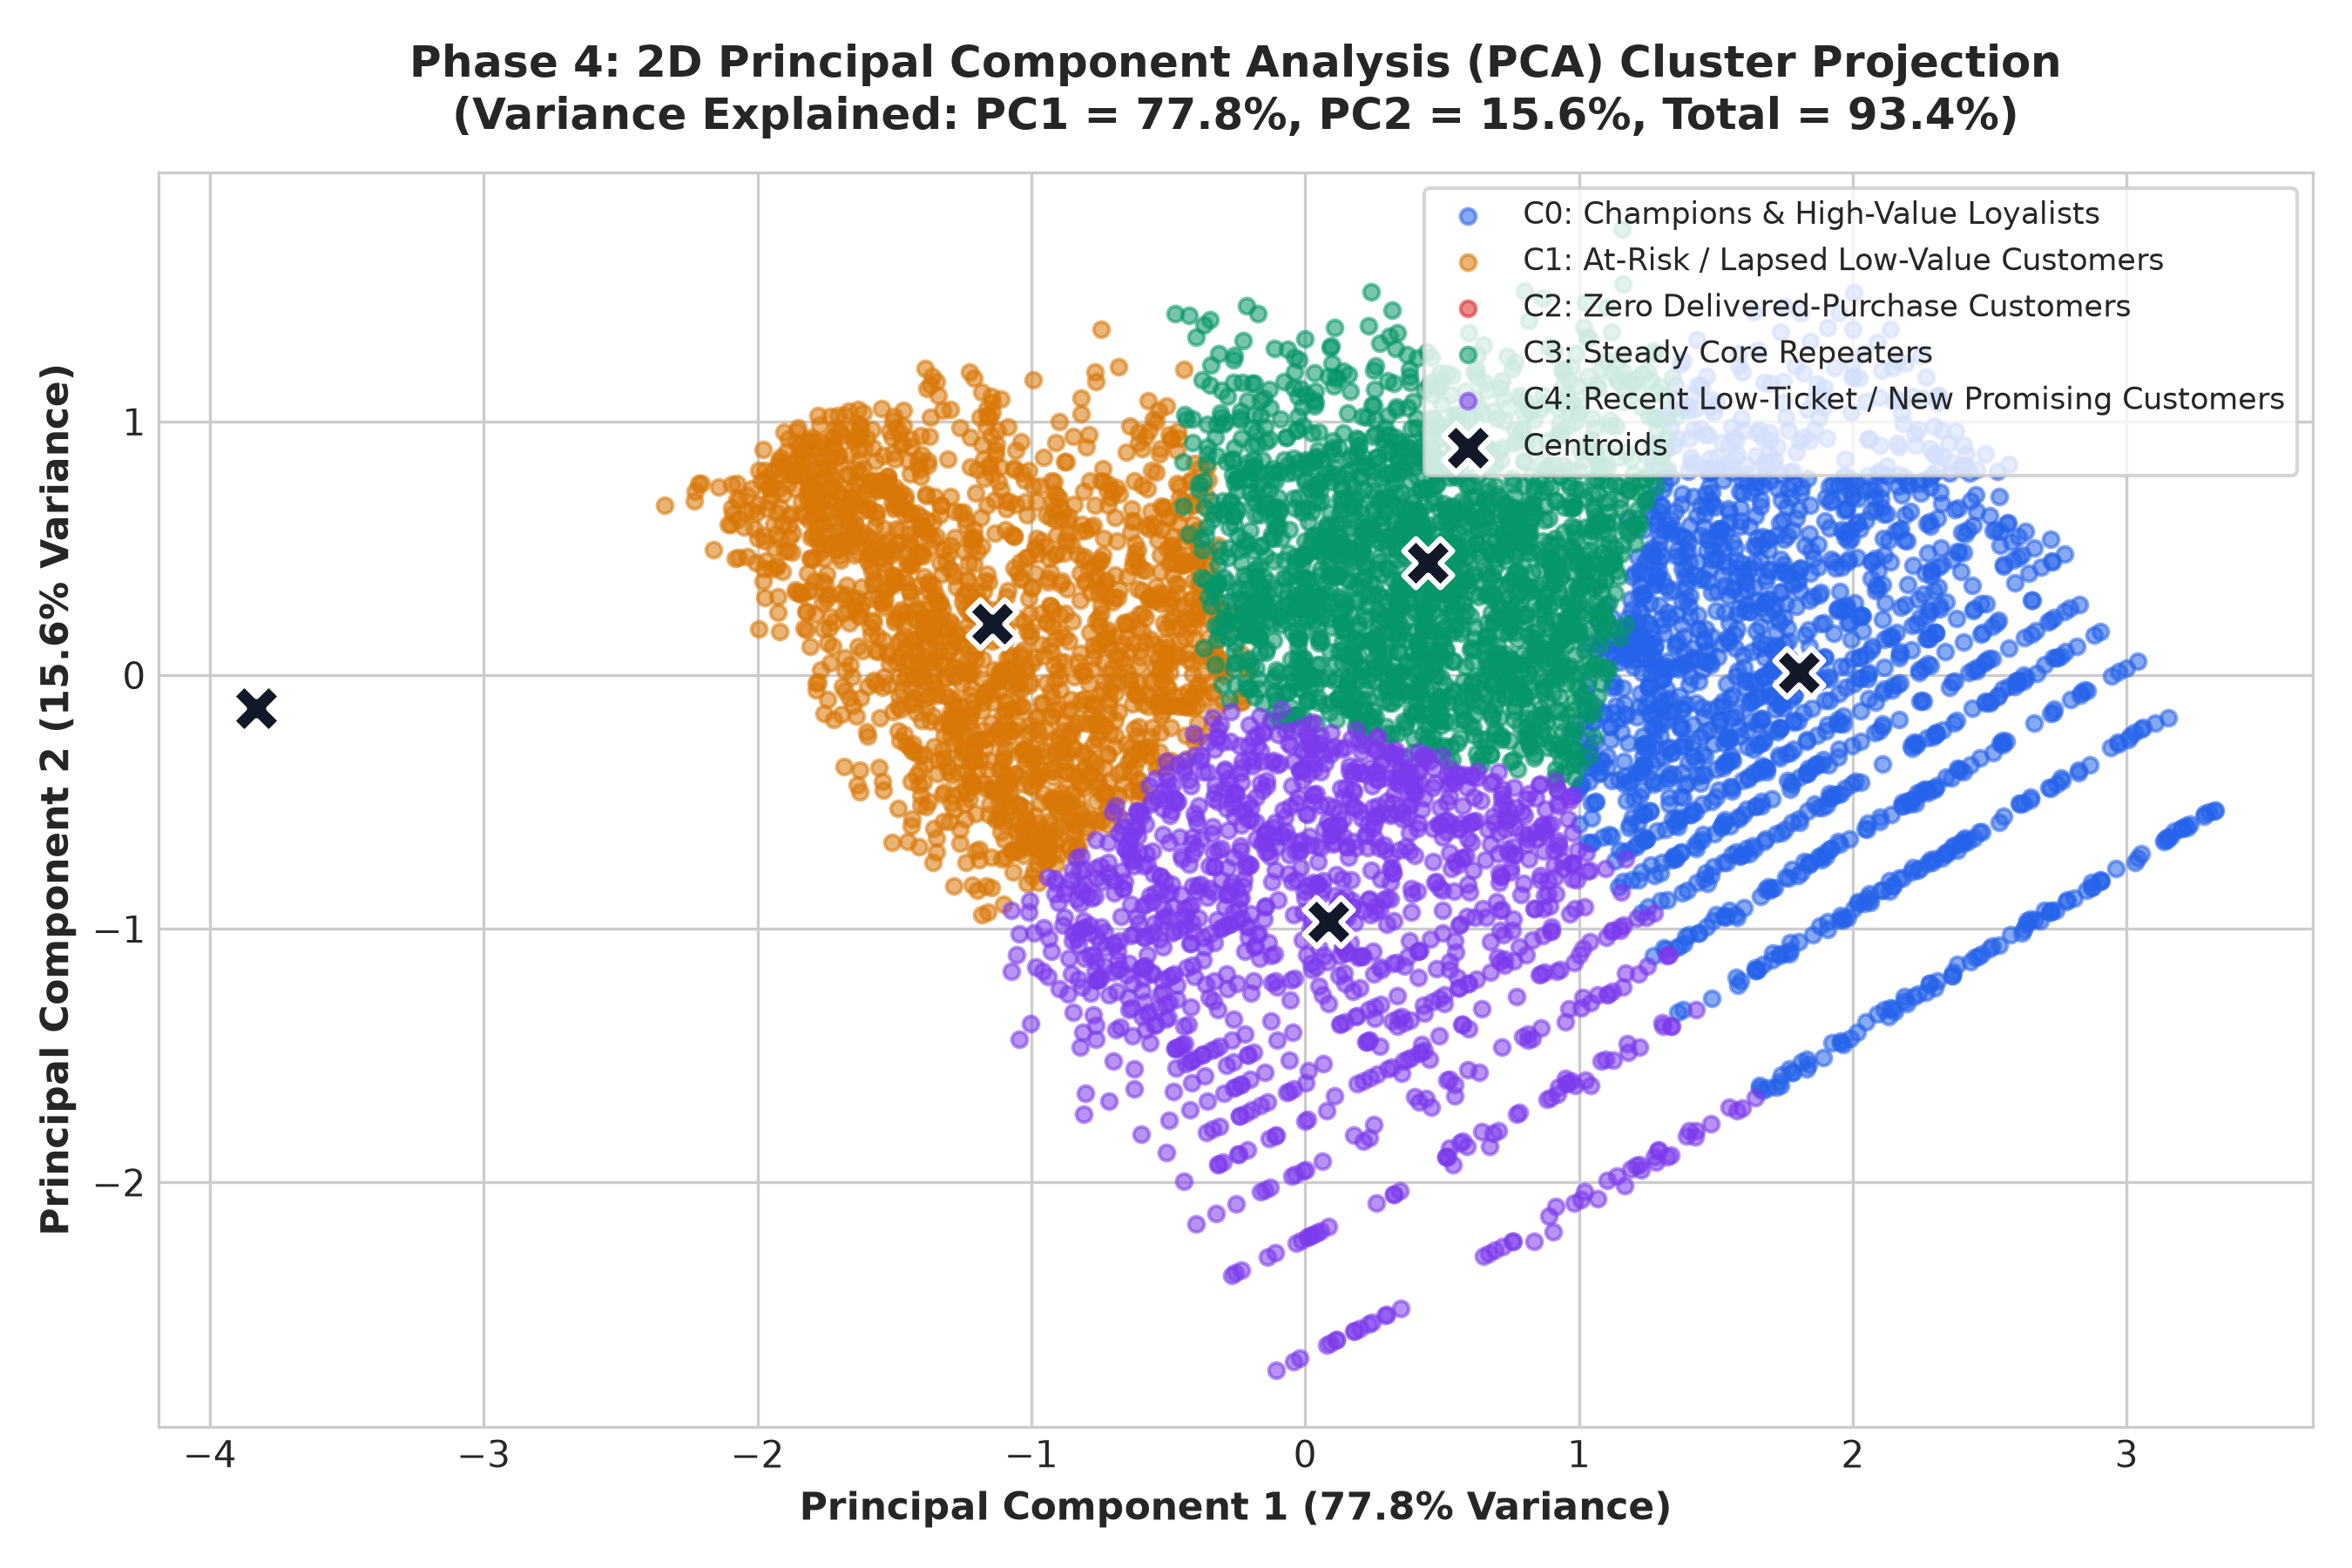 Phase 4: 2D Principal Component Analysis (PCA) Cluster Projection
(Variance Explained: PC1 = 77.8%, PC2 = 15.6%, Total = 93.4%)
C0: Champions & High-Value Loyalists
C1: At-Risk / Lapsed Low-Value Customers
C2: Zero Delivered-Purchase Customers
C3: Steady Core Repeaters
C4: Recent Low-Ticket / New Promising Customers
Centroids
Principal Component 2 (15.6% Variance)
1
0
−1
−2
−4
−3
−2
−1
0
1
2
3
Principal Component 1 (77.8% Variance)